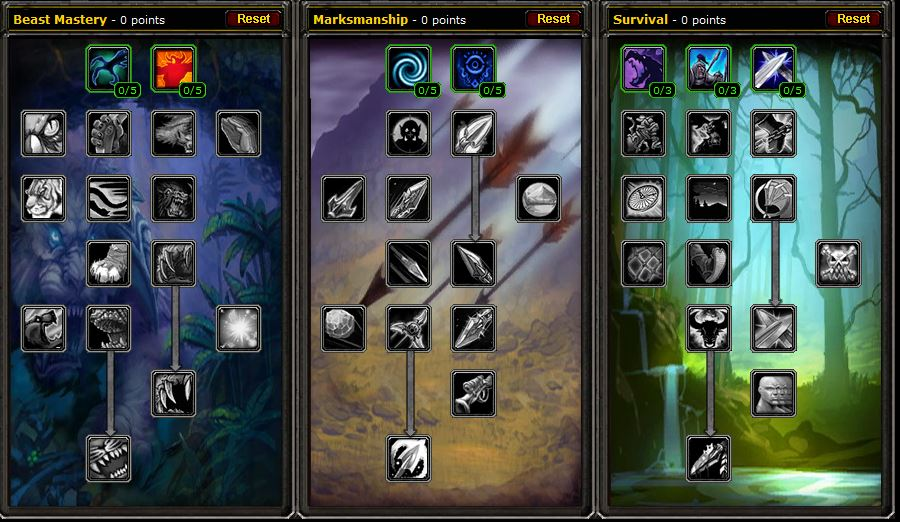 Beast Mastery - 0 points Reset
Marksmanship - 0 points Reset
Survival - 0 points Reset
0/5 0/5
0/5 0/5
0/3 0/3 0/5